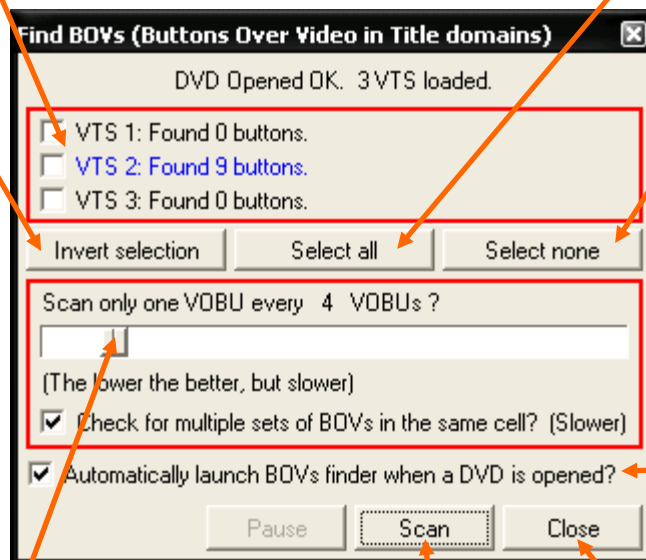 Find BOVs (Buttons Over Video in Title domains)
DVD Opened OK.  3 VTS loaded.
VTS 1: Found 0 buttons.
VTS 2: Found 9 buttons.
VTS 3: Found 0 buttons.
Invert selection Select all Select none
Scan only one VOBU every 4 VOBUs ?
(The lower the better, but slower)
Check for multiple sets of BOVs in the same cell? (Slower)
Automatically launch BOVs finder when a DVD is opened?
Pause Scan Close